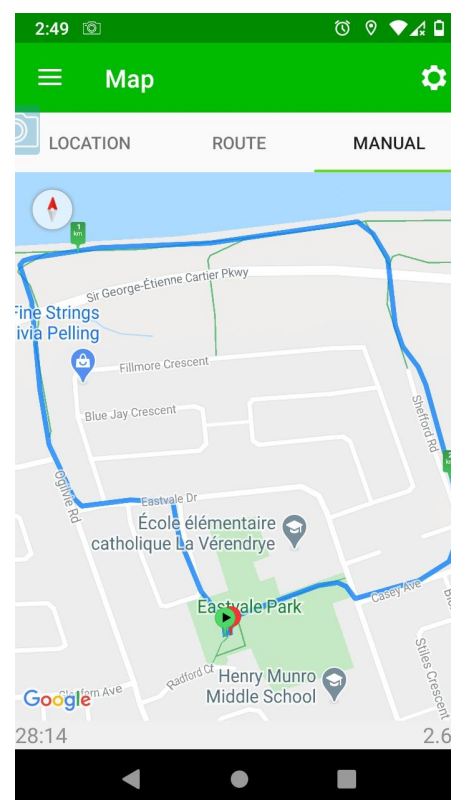 2:49
Map
LOCATION ROUTE MANUAL
1
km
Sir George-Étienne Cartier Pkwy
Fine Strings
ivia Pelling
Fillmore Crescent
Blue Jay Crescent
Shefford Rd
Ogilvie Rd
Eastvale Dr
École élémentaire
catholique La Vérendrye
Casey Ave
Eastvale Park
Stiles Crescent
Radford Ct
Henry Munro
Middle School
Google
Ave
28:14
2.6